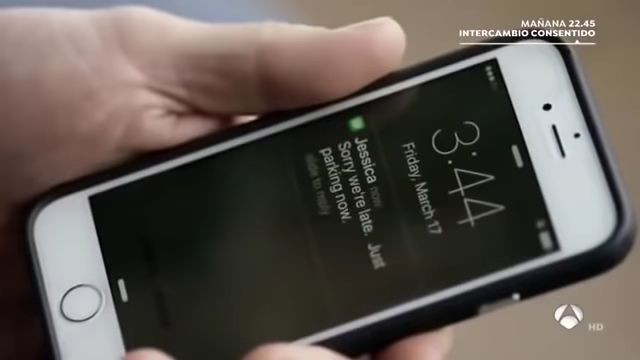 MAÑANA 22.45
INTERCAMBIO CONSENTIDO
3:44
Friday, March 17
Jessica now
Sorry we're late. Just
parking now.
slide to reply
HD